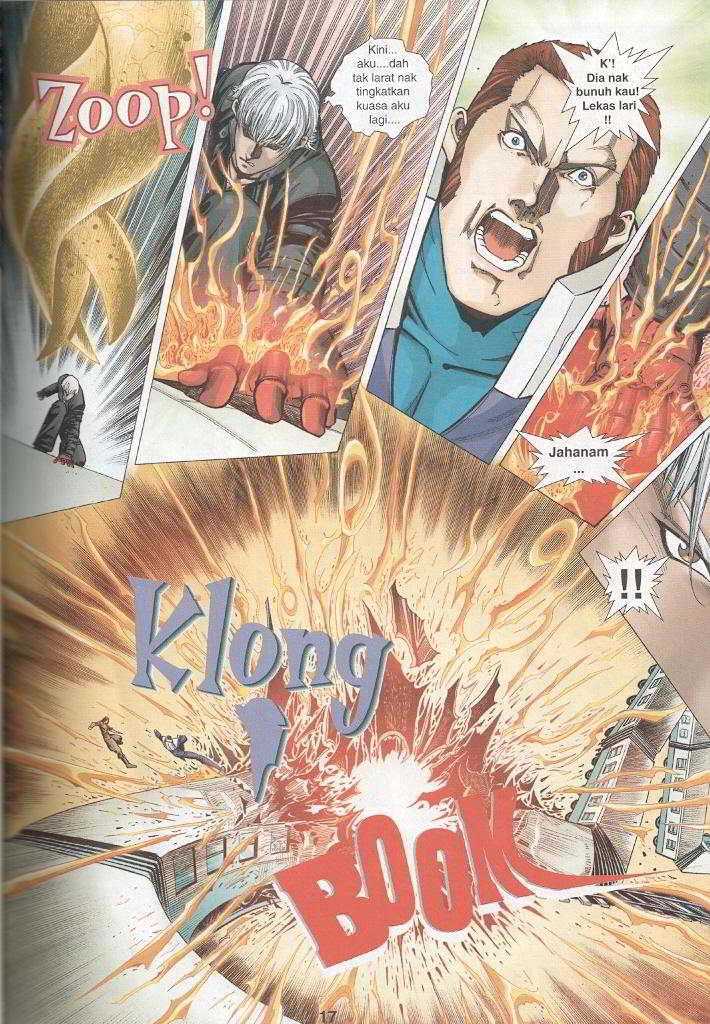 Zoop!
Kini...
aku....dah
tak larat nak
tingkatkan
kuasa aku
lagi....
K'!
Dia nak
bunuh kau!
Lekas lari
!!
Jahanam
...
!!
Klong
!
BOOM
17